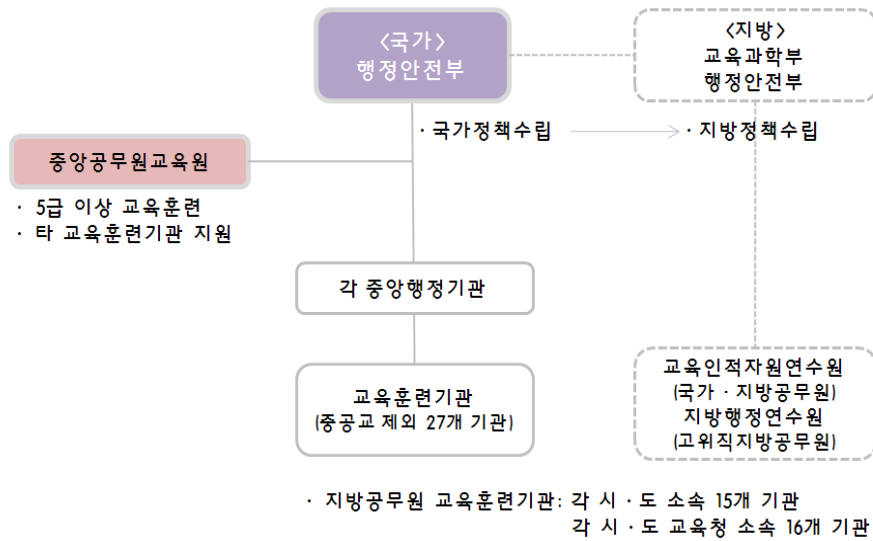 <국가>
행정안전부
<지방>
교육과학부
행정안전부
· 국가정책수립
· 지방정책수립
중앙공무원교육원
· 5급 이상 교육훈련
· 타 교육훈련기관 지원
각 중앙행정기관
교육훈련기관
(중공교 제외 27개 기관)
교육인적자원연수원
(국가 · 지방공무원)
지방행정연수원
(고위직지방공무원)
· 지방공무원 교육훈련기관: 각 시 · 도 소속 15개 기관
각 시 · 도 교육청 소속 16개 기관